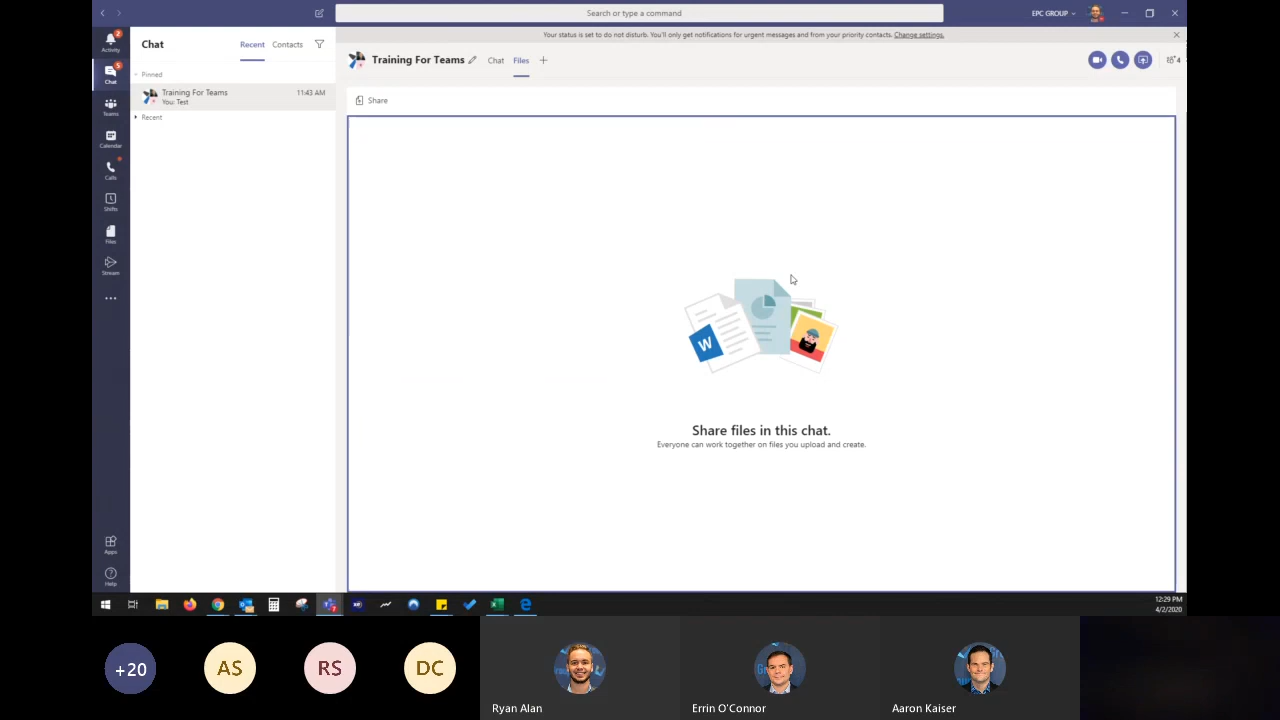 Search or type a command
EPC GROUP
Your status is set to do not disturb. You'll only get notifications for urgent messages and from your priority contacts. Change settings.
Activity
2
Chat
5
Teams
Calendar
Calls
Shifts
Files
Stream
Apps
Help
Chat
Recent
Contacts
Pinned
Training For Teams
11:43 AM
You: Test
Recent
Training For Teams
Chat
Files
4
Share
W
Share files in this chat.
Everyone can work together on files you upload and create.
12:29 PM
4/2/2020
+20
AS
RS
DC
Ryan Alan
Errin O'Connor
Aaron Kaiser